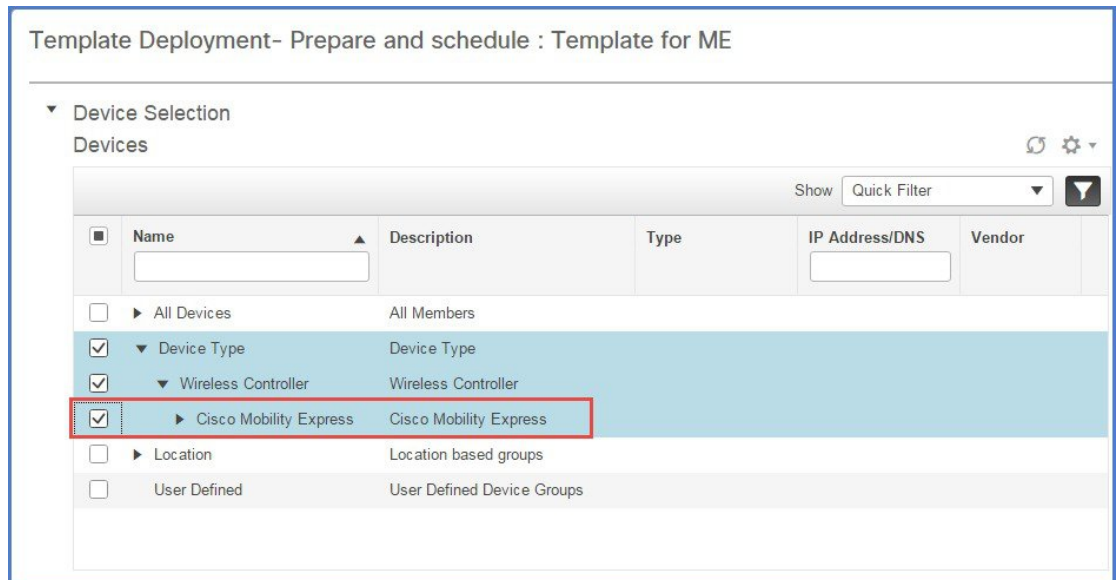 Template Deployment- Prepare and schedule : Template for ME
Device Selection
Devices
Show Quick Filter
Name Description Type IP Address/DNS Vendor
All Devices All Members
Device Type Device Type
Wireless Controller Wireless Controller
Cisco Mobility Express Cisco Mobility Express
Location Location based groups
User Defined User Defined Device Groups